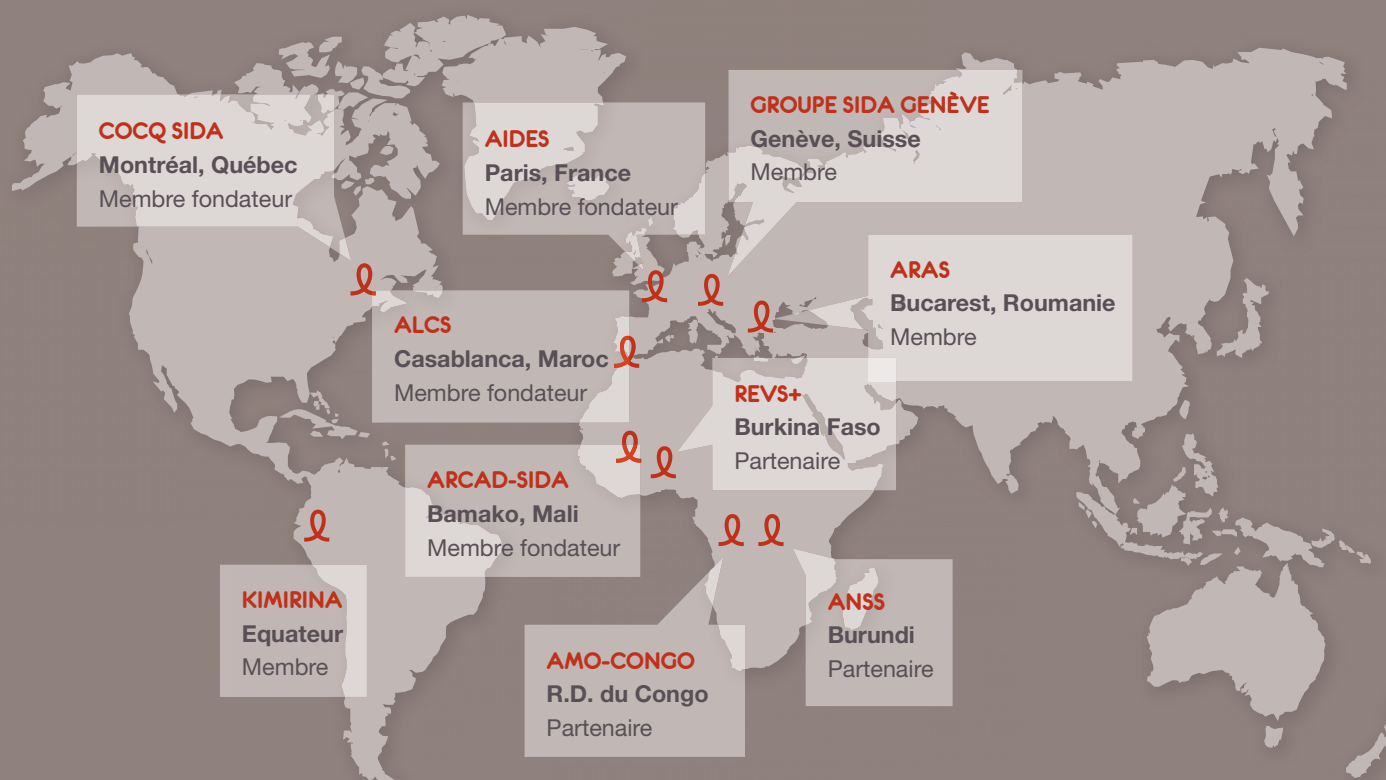 COCQ SIDA
Montréal, Québec
Membre fondateur
AIDES
Paris, France
Membre fondateur
GROUPE SIDA GENÈVE
Genève, Suisse
Membre
ARAS
Bucarest, Roumanie
Membre
ALCS
Casablanca, Maroc
Membre fondateur
REVS+
Burkina Faso
Partenaire
ARCAD-SIDA
Bamako, Mali
Membre fondateur
KIMIRINA
Equateur
Membre
AMO-CONGO
R.D. du Congo
Partenaire
ANSS
Burundi
Partenaire